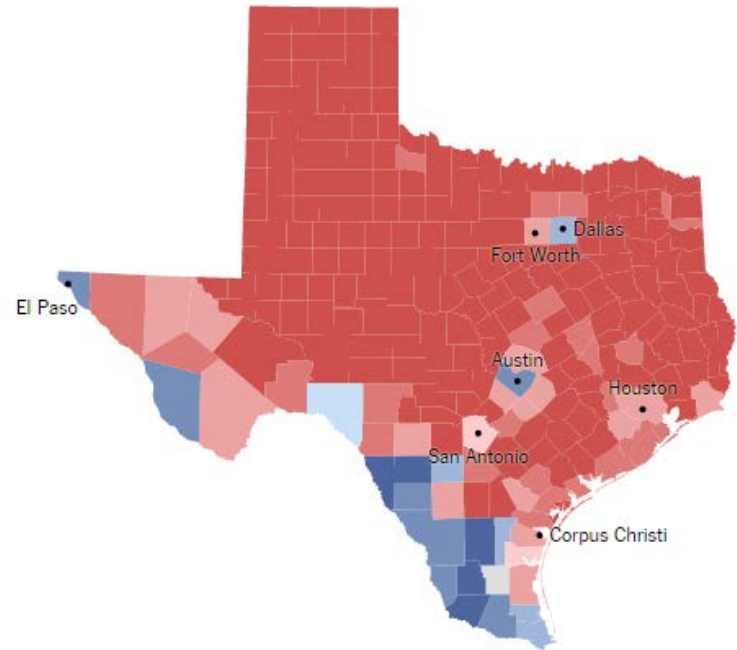 Dallas
Fort Worth
El Paso
Austin
Houston
San Antonio
Corpus Christi